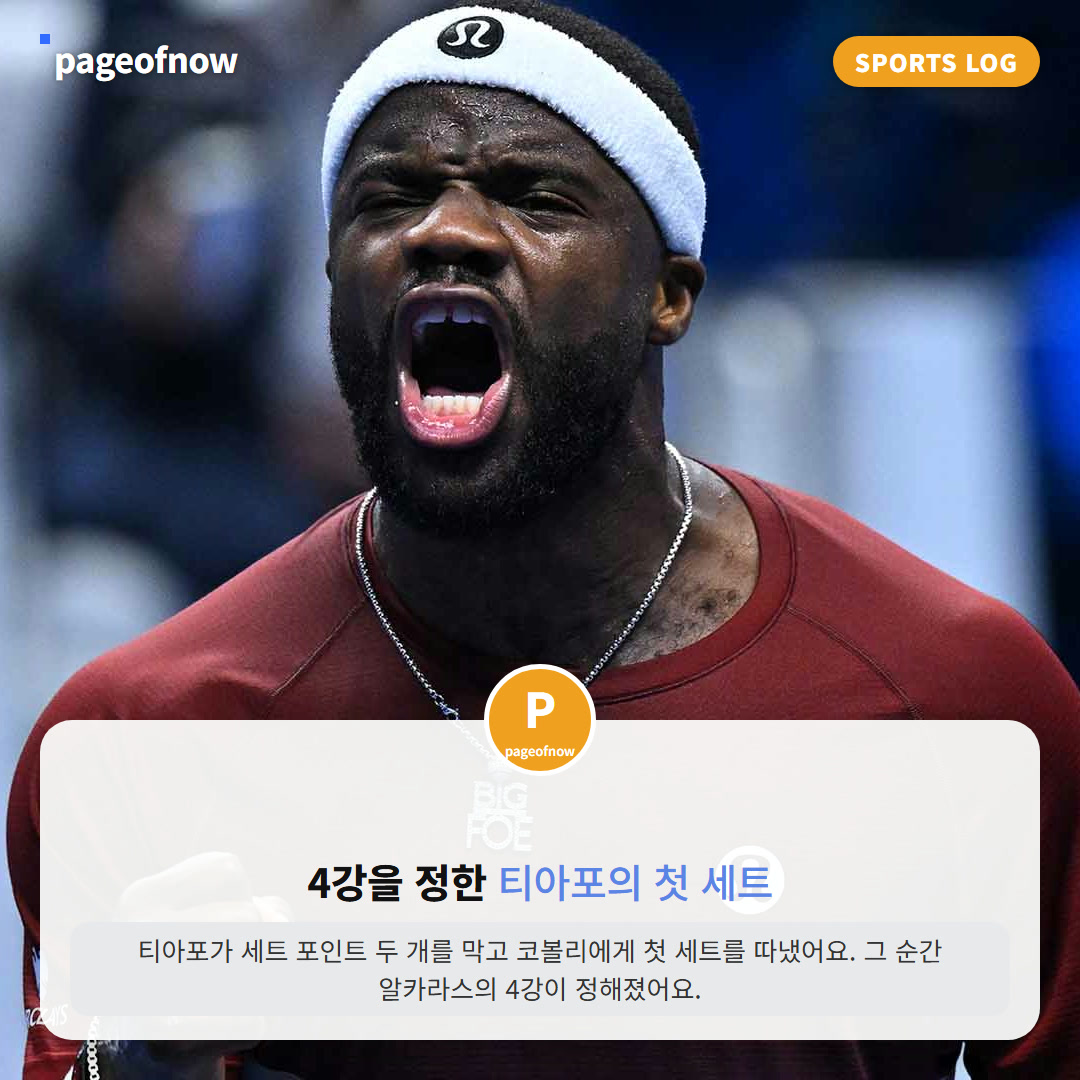 pageofnow
SPORTS LOG
P
pageofnow
BIG
FOE
4강을 정한 티아포의 첫 세트
티아포가 세트 포인트 두 개를 막고 코볼리에게 첫 세트를 따냈어요. 그 순간
알카라스의 4강이 정해졌어요.